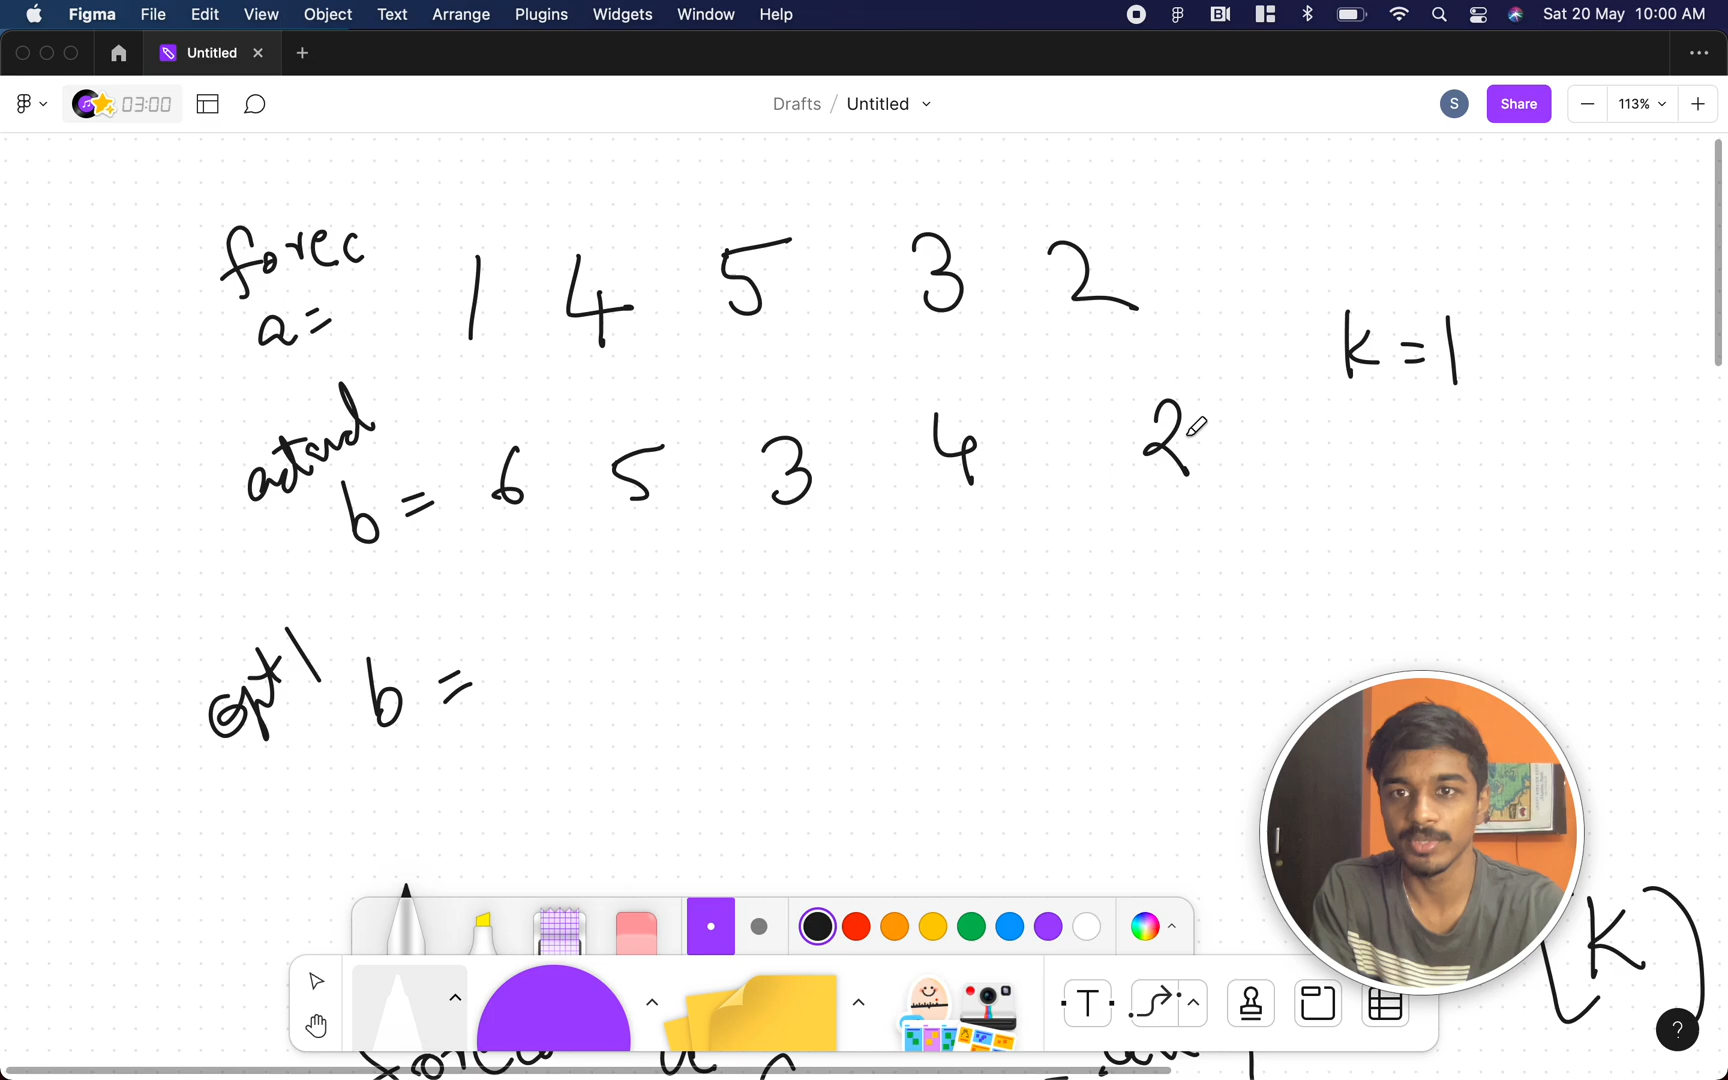 Figma File Edit View Object Text Arrange Plugins Widgets Window Help Sat 20 May 10:00 AM
Untitled
03:00 Drafts / Untitled S Share 113%
forec
a= 1 4 5 3 2
k=1
actual
b= 6 5 3 4 2
opt1 b=
(K)
T
?